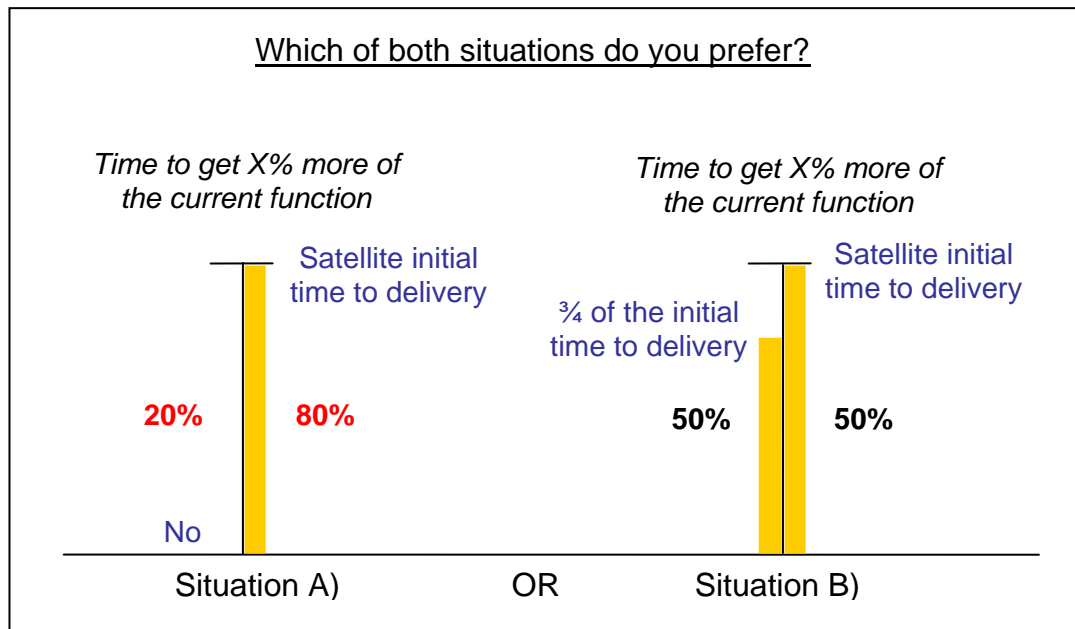 Which of both situations do you prefer?
Time to get X% more of
the current function
Time to get X% more of
the current function
Satellite initial
time to delivery
Satellite initial
time to delivery
¾ of the initial
time to delivery
20%
80%
50%
50%
No
Situation A)
OR
Situation B)